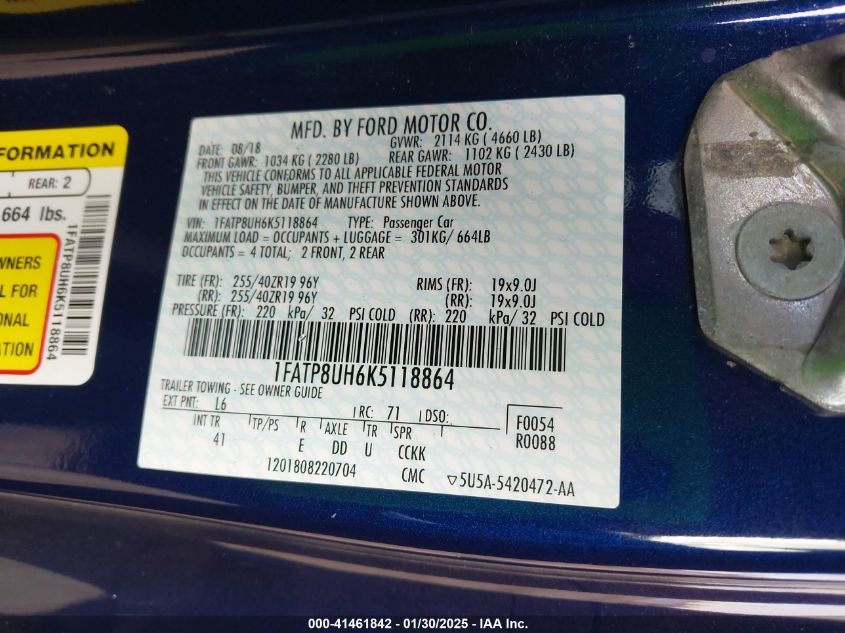 FORMATION
REAR: 2
664 lbs.
WNERS
L FOR
ONAL
ATION
1FATP8UH6K5118864
MFD. BY FORD MOTOR CO.
DATE: 08/18 GVWR: 2114 KG ( 4660 LB)
FRONT GAWR: 1034 KG ( 2280 LB) REAR GAWR: 1102 KG ( 2430 LB)
THIS VEHICLE CONFORMS TO ALL APPLICABLE FEDERAL MOTOR
VEHICLE SAFETY, BUMPER, AND THEFT PREVENTION STANDARDS
IN EFFECT ON THE DATE OF MANUFACTURE SHOWN ABOVE.
VIN: 1FATP8UH6K5118864 TYPE: Passenger Car
MAXIMUM LOAD = OCCUPANTS + LUGGAGE = 301KG/ 664LB
OCCUPANTS = 4 TOTAL; 2 FRONT, 2 REAR
TIRE (FR): 255/40ZR19 96Y RIMS (FR): 19x9.0J
(RR): 255/40ZR19 96Y (RR): 19x9.0J
PRESSURE (FR): 220 kPa/ 32 PSI COLD (RR): 220 kPa/ 32 PSI COLD
1FATP8UH6K5118864
TRAILER TOWING - SEE OWNER GUIDE
EXT PNT: L6 RC: 71 DSO: F0054
INT TR TP/PS R AXLE TR SPR R0088
41 E DD U CCKK
1201808220704 CMC ▽5U5A-5420472-AA
000-41461842 - 01/30/2025 - IAA Inc.